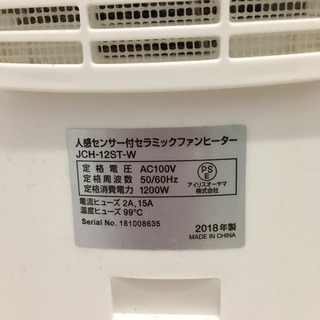 人感センサー付セラミックファンヒーター
JCH-12ST-W
定格電圧 AC100V
定格周波数 50/60Hz
定格消費電力 1200W
PS
E
アイリスオーヤマ
株式会社
電流ヒューズ 2A,15A
温度ヒューズ 99℃
Serial No. 181008635
2018年製
MADE IN CHINA